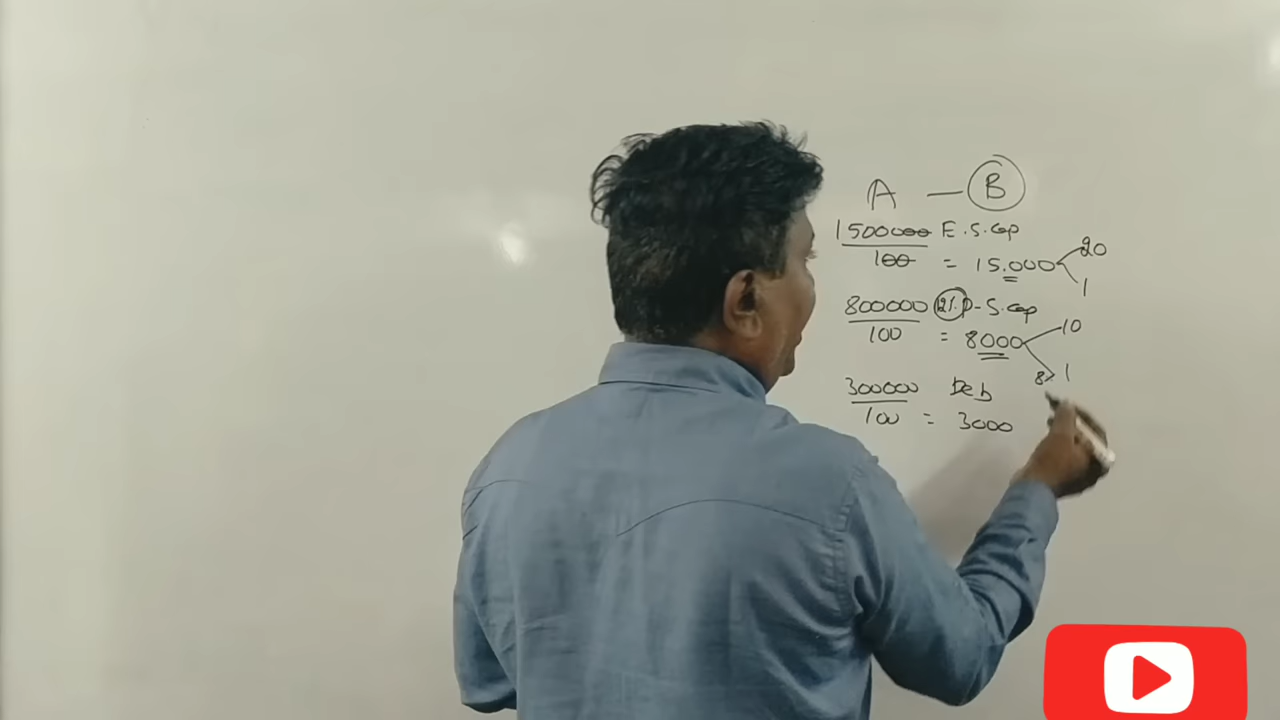 A — B
1500000 E.S.Cap
100 = 15.000 20
1
800000 12% P-S.Cap
100 = 8000 10
8% 1
300000 Deb
100 = 3000